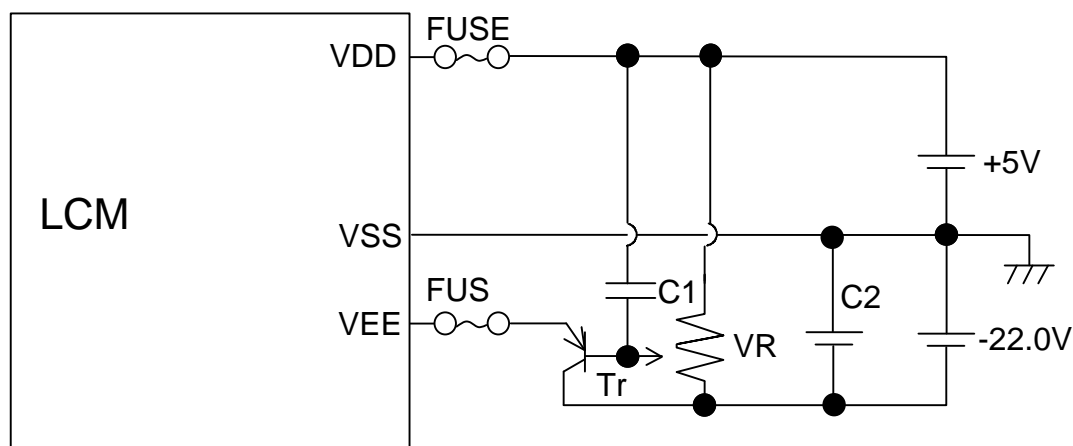 FUSE
VDD
+5V
LCM
VSS
FUS
C1
C2
VEE
VR
-22.0V
Tr